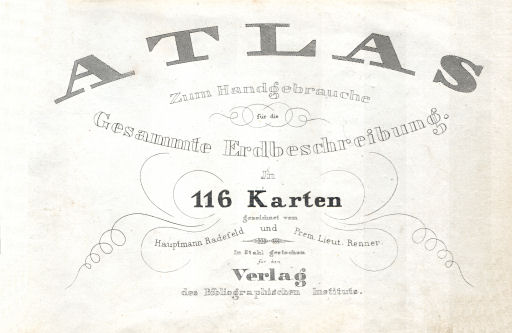 ATLAS
Zum Handgebrauche
für die
Gesammte Erdbeschreibung.
In
116 Karten
gezeichnet vom
Hauptmann Radefeld und Prem. Lieut. Renner.
In Stahl gestochen
für den
Verlag
des Bibliographischen Instituts.